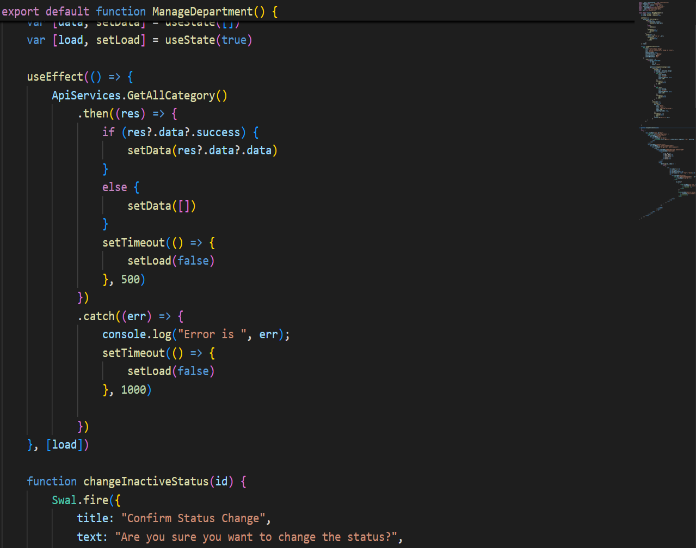 export default function ManageDepartment() {
var [data, setData] = useState([])
var [load, setLoad] = useState(true)
useEffect(() => {
ApiServices.GetAllCategory()
.then((res) => {
if (res?.data?.success) {
setData(res?.data?.data)
}
else {
setData([])
}
setTimeout(() => {
setLoad(false)
}, 500)
})
.catch((err) => {
console.log("Error is ", err);
setTimeout(() => {
setLoad(false)
}, 1000)
})
}, [load])
function changeInactiveStatus(id) {
Swal.fire({
title: "Confirm Status Change",
text: "Are you sure you want to change the status?",